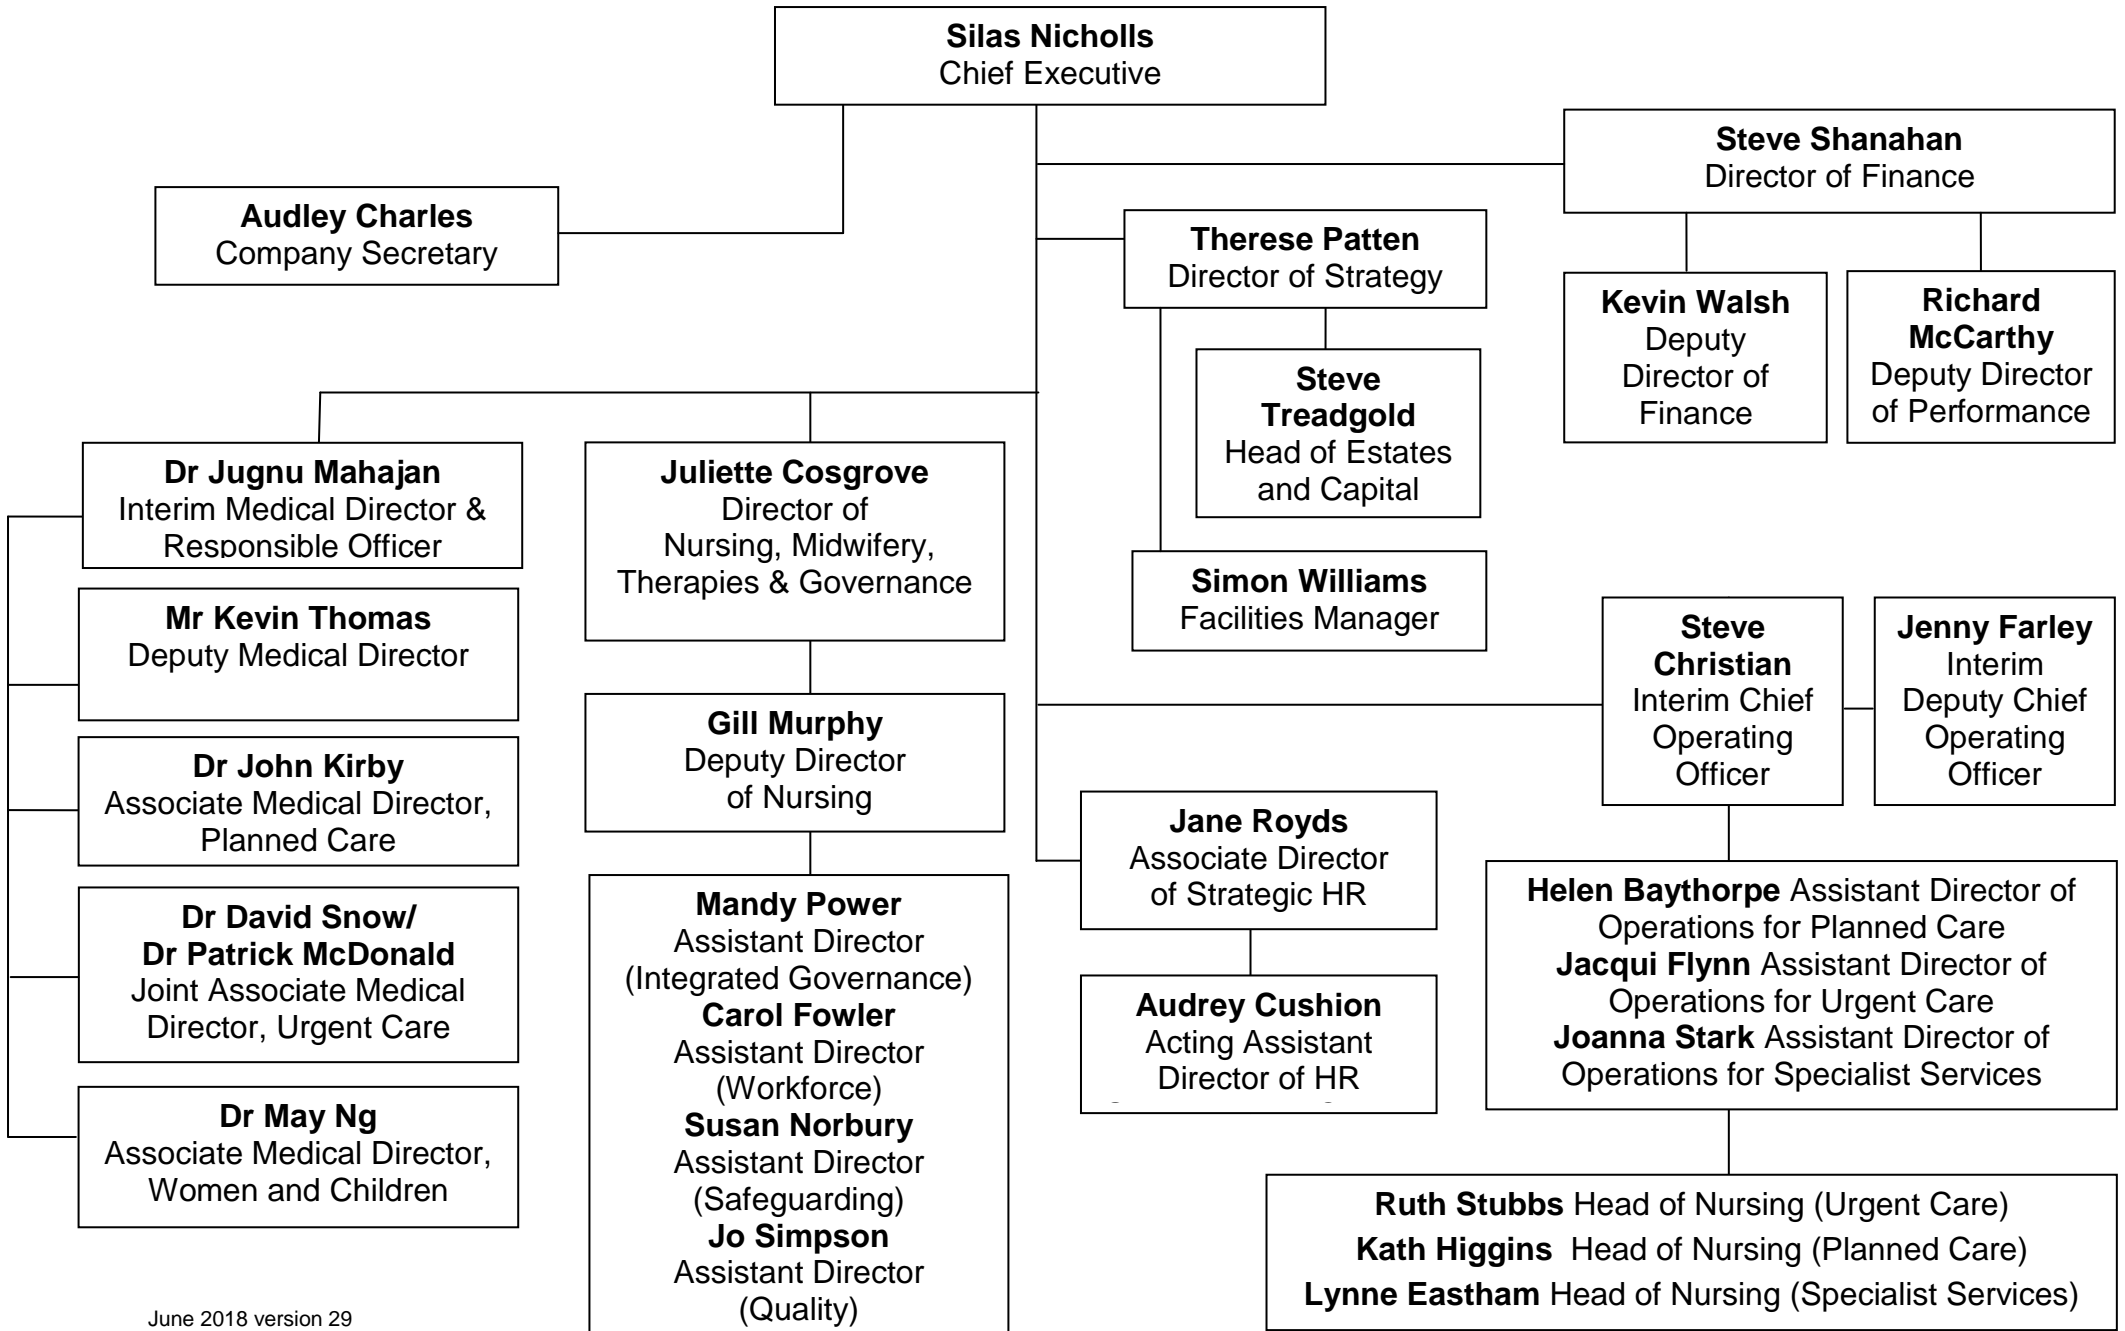 Silas Nicholls
Chief Executive
Steve Shanahan
Director of Finance
Audley Charles
Company Secretary
Therese Patten
Director of Strategy
Kevin Walsh
Deputy
Director of
Finance
Richard
McCarthy
Deputy Director
of Performance
Steve
Treadgold
Head of Estates
and Capital
Simon Williams
Facilities Manager
Dr Jugnu Mahajan
Interim Medical Director &
Responsible Officer
Mr Kevin Thomas
Deputy Medical Director
Dr John Kirby
Associate Medical Director,
Planned Care
Dr David Snow/
Dr Patrick McDonald
Joint Associate Medical
Director, Urgent Care
Dr May Ng
Associate Medical Director,
Women and Children
Juliette Cosgrove
Director of
Nursing, Midwifery,
Therapies & Governance
Gill Murphy
Deputy Director
of Nursing
Mandy Power
Assistant Director
(Integrated Governance)
Carol Fowler
Assistant Director
(Workforce)
Susan Norbury
Assistant Director
(Safeguarding)
Jo Simpson
Assistant Director
(Quality)
Jane Royds
Associate Director
of Strategic HR
Audrey Cushion
Acting Assistant
Director of HR
Steve
Christian
Interim Chief
Operating
Officer
Jenny Farley
Interim
Deputy Chief
Operating
Officer
Helen Baythorpe Assistant Director of
Operations for Planned Care
Jacqui Flynn Assistant Director of
Operations for Urgent Care
Joanna Stark Assistant Director of
Operations for Specialist Services
Ruth Stubbs Head of Nursing (Urgent Care)
Kath Higgins Head of Nursing (Planned Care)
Lynne Eastham Head of Nursing (Specialist Services)
June 2018 version 29